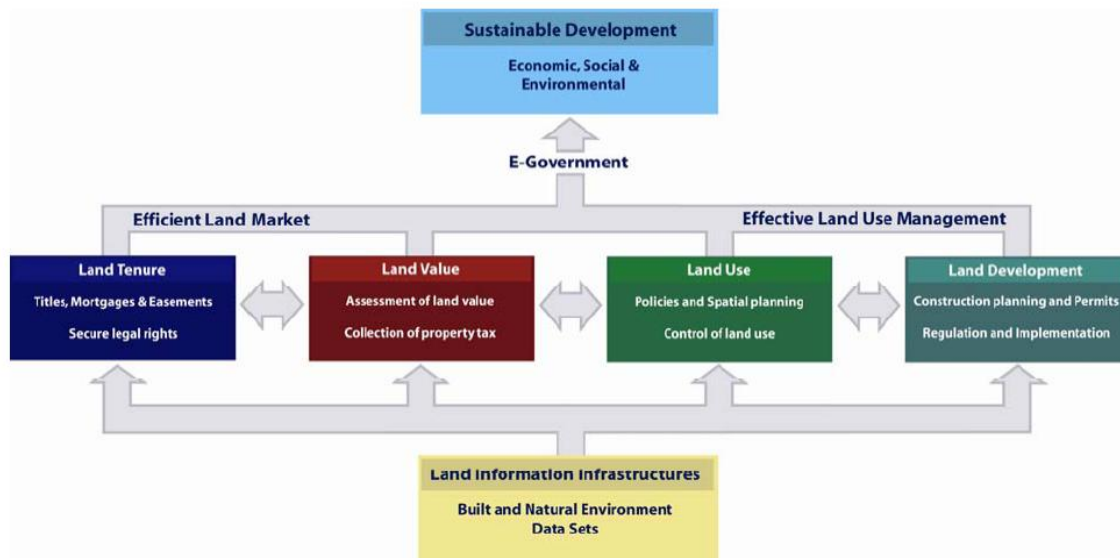 Sustainable Development
Economic, Social &
Environmental
E-Government
Efficient Land Market
Effective Land Use Management
Land Tenure
Titles, Mortgages & Easements
Secure legal rights
Land Value
Assessment of land value
Collection of property tax
Land Use
Policies and Spatial planning
Control of land use
Land Development
Construction planning and Permits
Regulation and Implementation
Land Information Infrastructures
Built and Natural Environment
Data Sets